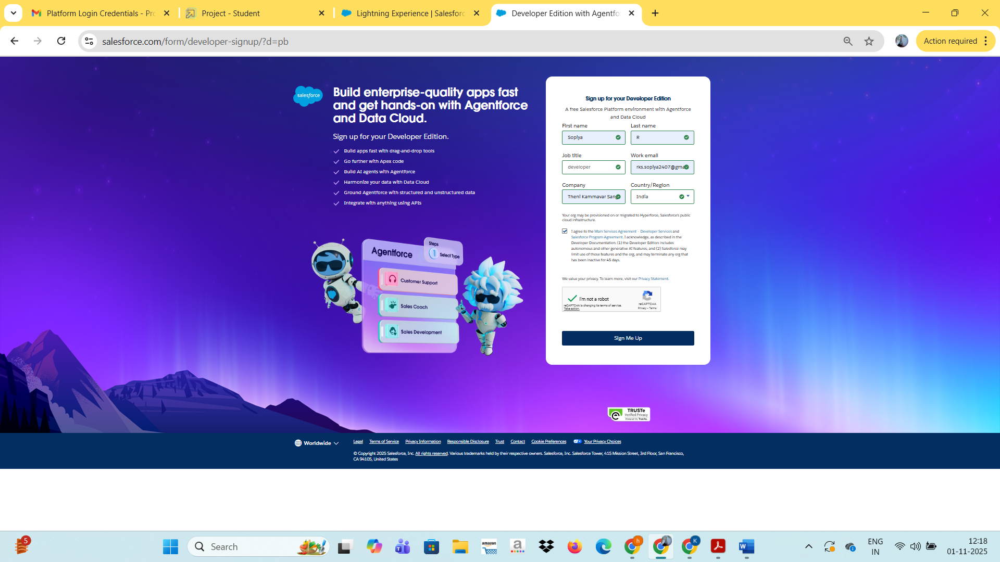 Platform Login Credentials - Pro
Project - Student
Lightning Experience | Salesforc
Developer Edition with Agentfo
salesforce.com/form/developer-signup/?d=pb
Action required
salesforce
Build enterprise-quality apps fast
and get hands-on with Agentforce
and Data Cloud.
Sign up for your Developer Edition.
Build apps fast with drag-and-drop tools
Go further with Apex code
Build AI agents with Agentforce
Harmonize your data with Data Cloud
Ground Agentforce with structured and unstructured data
Integrate with anything using APIs
Agentforce
Steps
1 Select Type
Customer Support
Sales Coach
Sales Development
Sign up for your Developer Edition
A free Salesforce Platform environment with Agentforce
and Data Cloud
First name Last name
Sopiya R
Job title Work email
developer rks.sopiya2407@gma
Company Country/Region
Theni Kammavar Sang India
Your org may be provisioned on or migrated to Hyperforce, Salesforce's public
cloud infrastructure.
I agree to the Main Services Agreement - Developer Services and
Salesforce Program Agreement. I acknowledge, as described in the
Developer Documentation, (1) the Developer Edition includes
autonomous and other generative AI features, and (2) Salesforce may
limit use of those features and the org, and may terminate any org that
has been inactive for 45 days.
We value your privacy. To learn more, visit our Privacy Statement.
I'm not a robot
reCAPTCHA is changing its terms of service.
Take action.
reCAPTCHA
Privacy - Terms
Sign Me Up
TRUSTe
Verified Privacy
Powered by TrustArc
Worldwide
Legal Terms of Service Privacy Information Responsible Disclosure Trust Contact Cookie Preferences Your Privacy Choices
© Copyright 2025 Salesforce, Inc. All rights reserved. Various trademarks held by their respective owners. Salesforce, Inc. Salesforce Tower, 415 Mission Street, 3rd Floor, San Francisco,
CA 94105, United States
5
Search
amazon
a
h
K
W
ENG
IN
12:18
01-11-2025